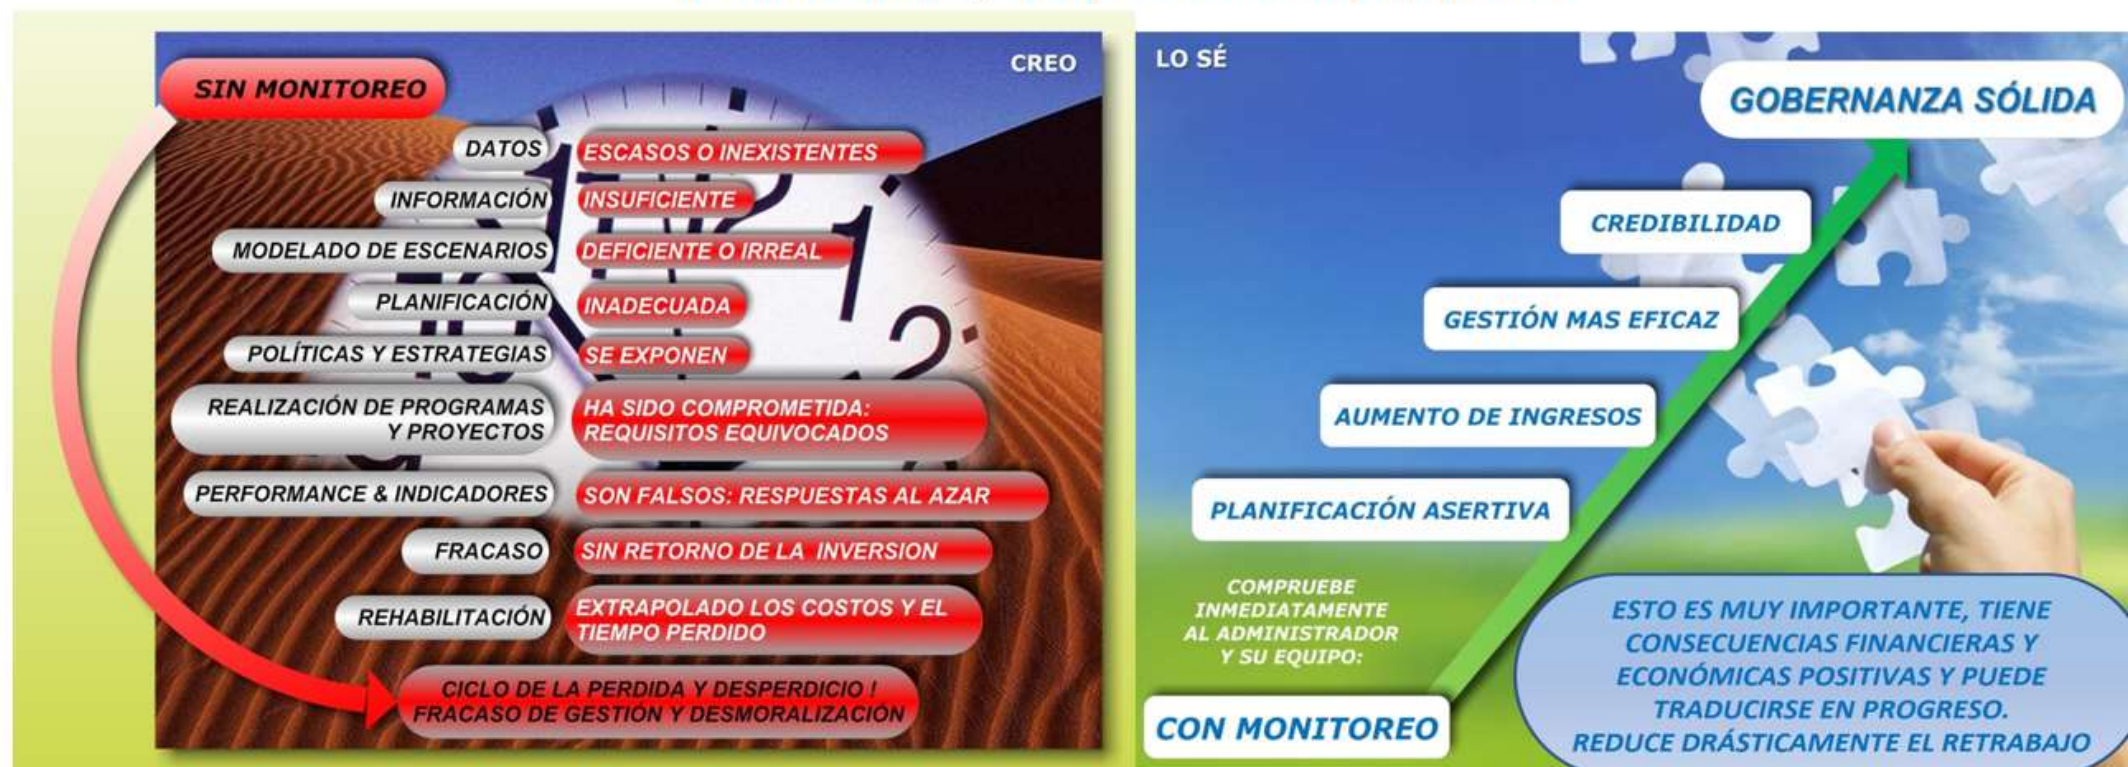 CREO
SIN MONITOREO
DATOS ESCASOS O INEXISTENTES
INFORMACIÓN INSUFICIENTE
MODELADO DE ESCENARIOS DEFICIENTE O IRREAL
PLANIFICACIÓN INADECUADA
POLÍTICAS Y ESTRATEGIAS SE EXPONEN
REALIZACIÓN DE PROGRAMAS
Y PROYECTOS
HA SIDO COMPROMETIDA:
REQUISITOS EQUIVOCADOS
PERFORMANCE & INDICADORES SON FALSOS: RESPUESTAS AL AZAR
FRACASO SIN RETORNO DE LA INVERSION
REHABILITACIÓN
EXTRAPOLADO LOS COSTOS Y EL
TIEMPO PERDIDO
CICLO DE LA PERDIDA Y DESPERDICIO !
FRACASO DE GESTIÓN Y DESMORALIZACIÓN
LO SÉ
GOBERNANZA SÓLIDA
CREDIBILIDAD
GESTIÓN MAS EFICAZ
AUMENTO DE INGRESOS
PLANIFICACIÓN ASERTIVA
COMPRUEBE
INMEDIATAMENTE
AL ADMINISTRADOR
Y SU EQUIPO:
CON MONITOREO
ESTO ES MUY IMPORTANTE, TIENE
CONSECUENCIAS FINANCIERAS Y
ECONÓMICAS POSITIVAS Y PUEDE
TRADUCIRSE EN PROGRESO.
REDUCE DRÁSTICAMENTE EL RETRABAJO